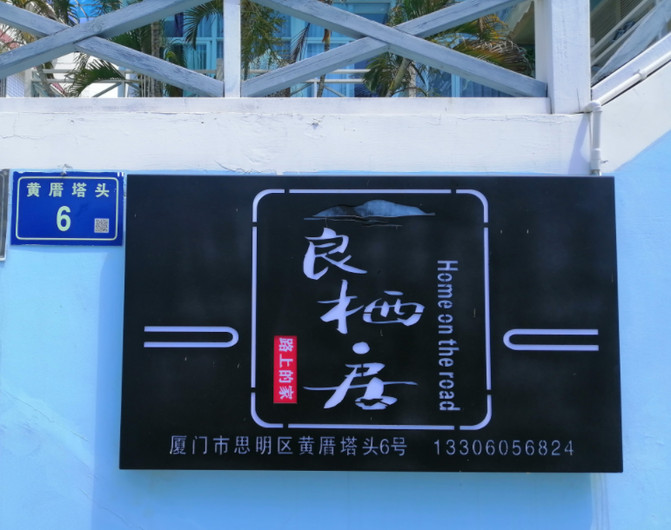 黄厝塔头
6
良栖居
Home on the road
路上的家
厦门市思明区黄厝塔头6号 13306056824